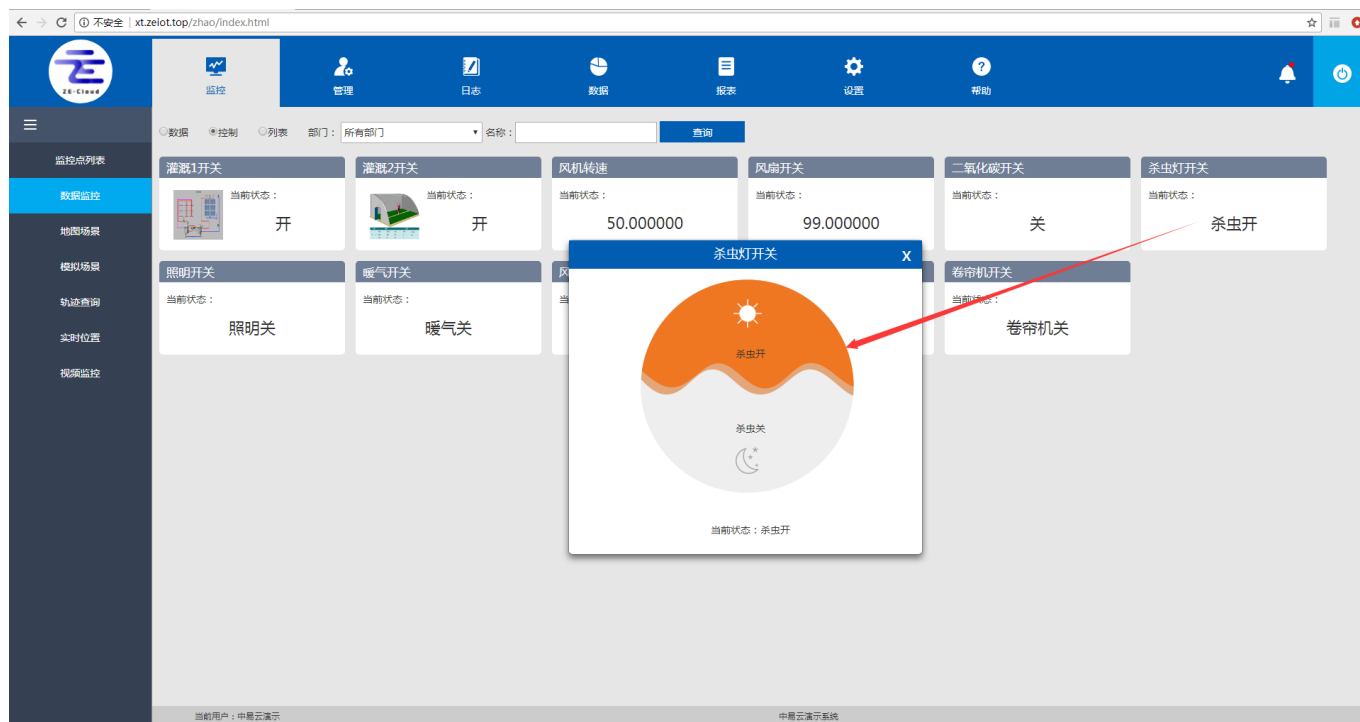 不安全 xt.zeiot.top/zhao/index.html
ZE-Cloud
监控 管理 日志 数据 报表 设置 帮助
数据 控制 列表 部门： 所有部门 名称： 查询
监控点列表
数据监控
地图场景
模拟场景
轨迹查询
实时位置
视频监控
灌溉1开关
当前状态：
开
灌溉2开关
当前状态：
开
风机转速
当前状态：
50.000000
风扇开关
当前状态：
99.000000
二氧化碳开关
当前状态：
关
杀虫灯开关
当前状态：
杀虫开
照明开关
当前状态：
照明关
暖气开关
当前状态：
暖气关
卷帘机开关
当前状态：
卷帘机关
杀虫灯开关 X
杀虫开
杀虫关
当前状态：杀虫开
当前用户：中易云演示 中易云演示系统